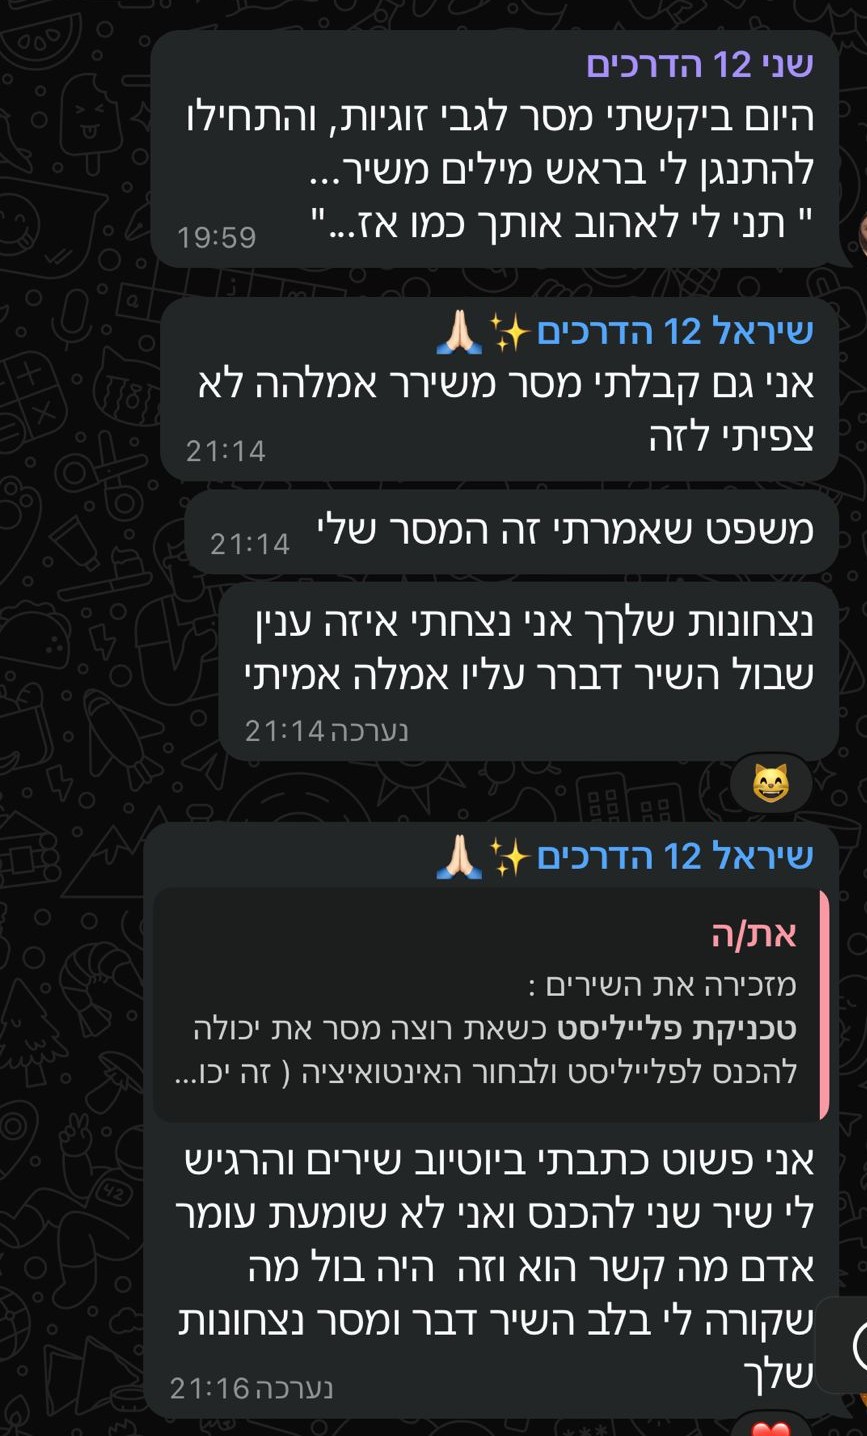 שני 12 הדרכים
היום ביקשתי מסר לגבי זוגיות, והתחילו
להתנגן לי בראש מילים משיר...
" תני לי לאהוב אותך כמו אז..."
19:59
שיראל 12 הדרכים✨🙏🏻
אני גם קבלתי מסר משירר אמלהה לא
צפיתי לזה
21:14
משפט שאמרתי זה המסר שלי
21:14
נצחונות שלךך אני נצחתי איזה ענין
שבול השיר דברר עליו אמלה אמיתי
נערכה 21:14
😸
שיראל 12 הדרכים✨🙏🏻
את/ה
מזכירה את השירים :
טכניקת פלייליסט כשאת רוצה מסר את יכולה
להכנס לפלייליסט ולבחור האינטואיציה ( זה יכו...
אני פשוט כתבתי ביוטיוב שירים והרגיש
לי שיר שני להכנס ואני לא שומעת עומר
אדם מה קשר הוא וזה היה בול מה
שקורה לי בלב השיר דבר ומסר נצחונות
שלך
נערכה 21:16
❤️